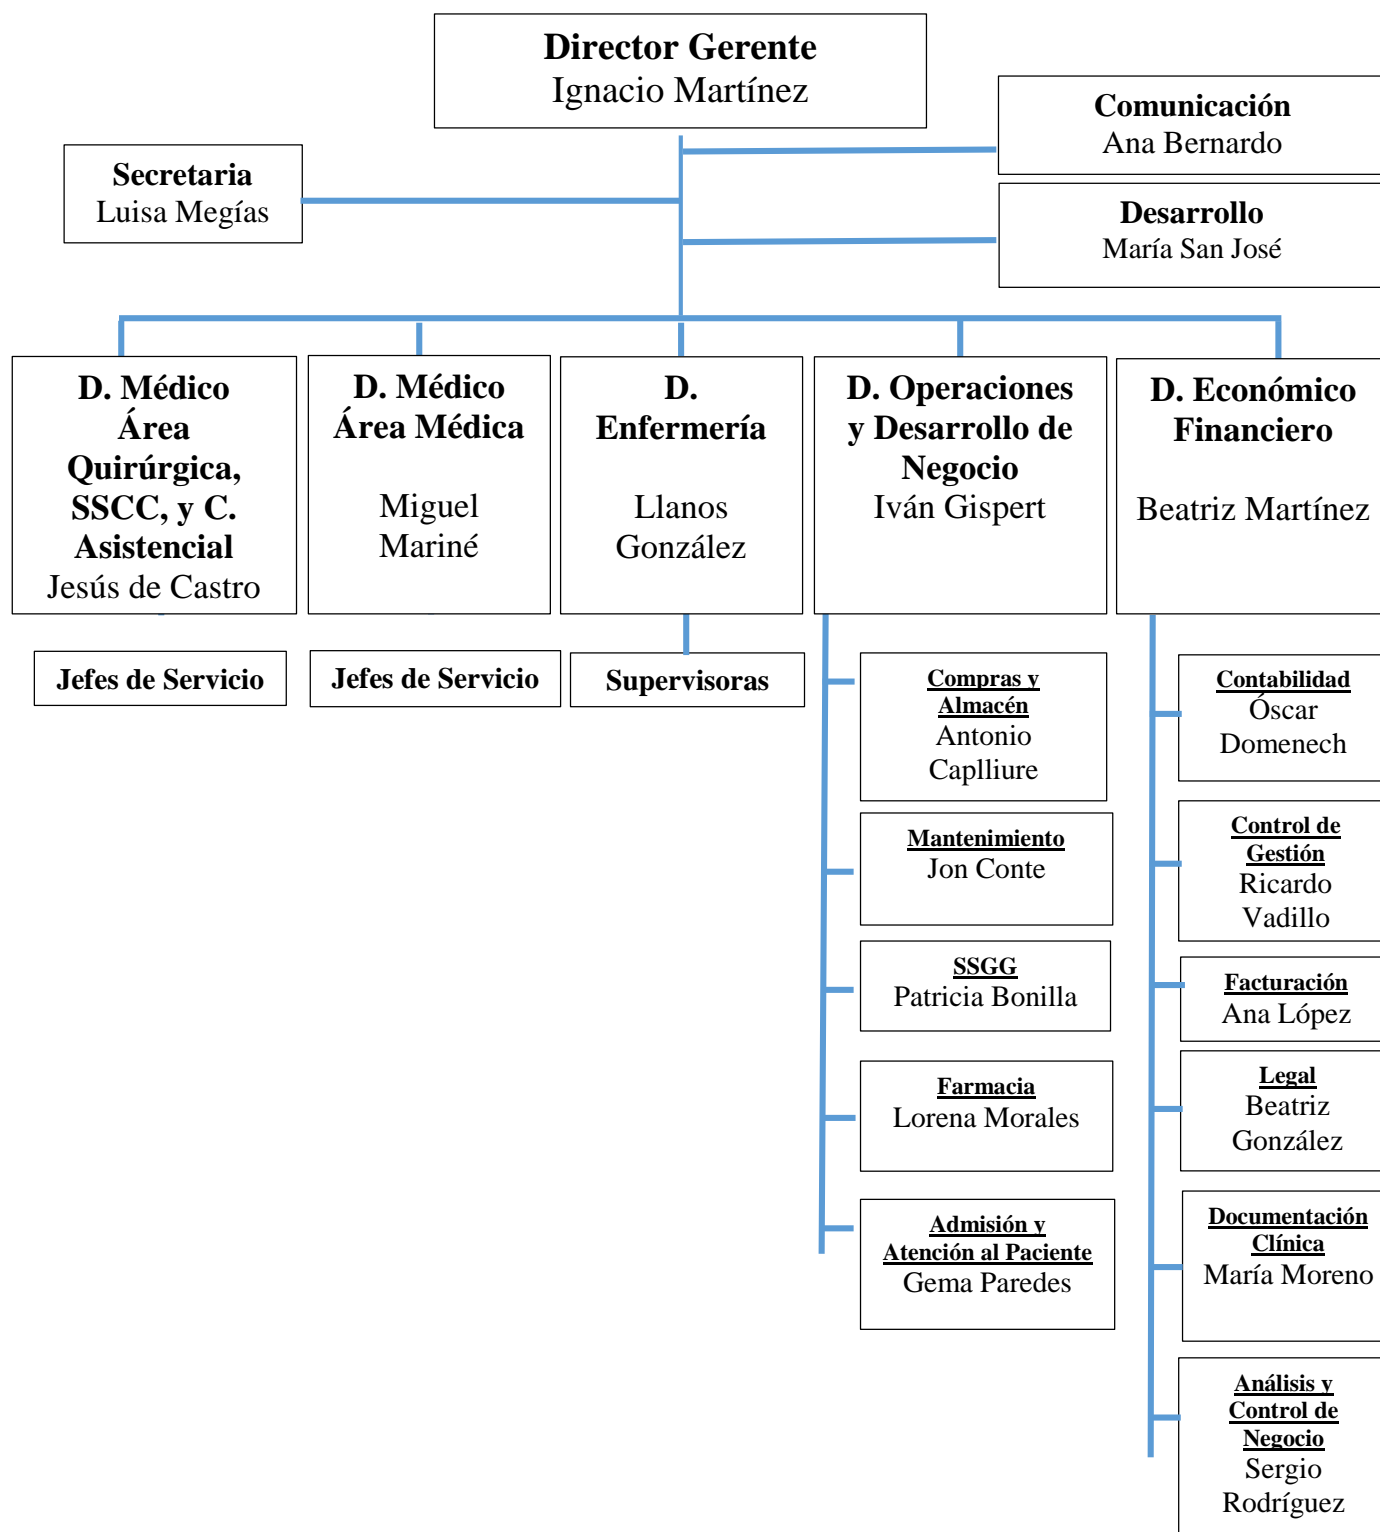 Director Gerente
Ignacio Martínez
Comunicación
Ana Bernardo
Secretaria
Luisa Megías
Desarrollo
María San José
D. Médico
Área
Quirúrgica,
SSCC, y C.
Asistencial
Jesús de Castro
D. Médico
Área Médica
Miguel
Mariné
D.
Enfermería
Llanos
González
D. Operaciones
y Desarrollo de
Negocio
Iván Gispert
D. Económico
Financiero
Beatriz Martínez
Jefes de Servicio
Jefes de Servicio
Supervisoras
Compras y
Almacén
Antonio
Caplliure
Mantenimiento
Jon Conte
SSGG
Patricia Bonilla
Farmacia
Lorena Morales
Admisión y
Atención al Paciente
Gema Paredes
Contabilidad
Óscar
Domenech
Control de
Gestión
Ricardo
Vadillo
Facturación
Ana López
Legal
Beatriz
González
Documentación
Clínica
María Moreno
Análisis y
Control de
Negocio
Sergio
Rodríguez